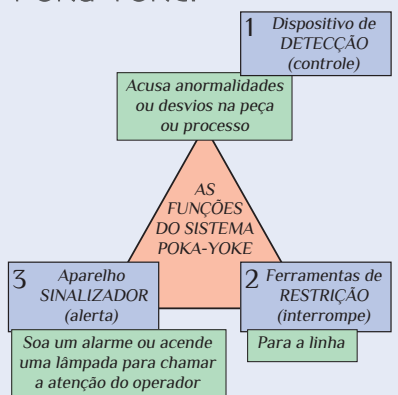 1 Dispositivo de
DETECÇÃO
(controle)
Acusa anormalidades
ou desvios na peça
ou processo
AS
FUNÇÕES
DO SISTEMA
POKA-YOKE
3 Aparelho
SINALIZADOR
(alerta)
Soa um alarme ou acende
uma lâmpada para chamar
a atenção do operador
2 Ferramentas de
RESTRIÇÃO
(interrompe)
Para a linha